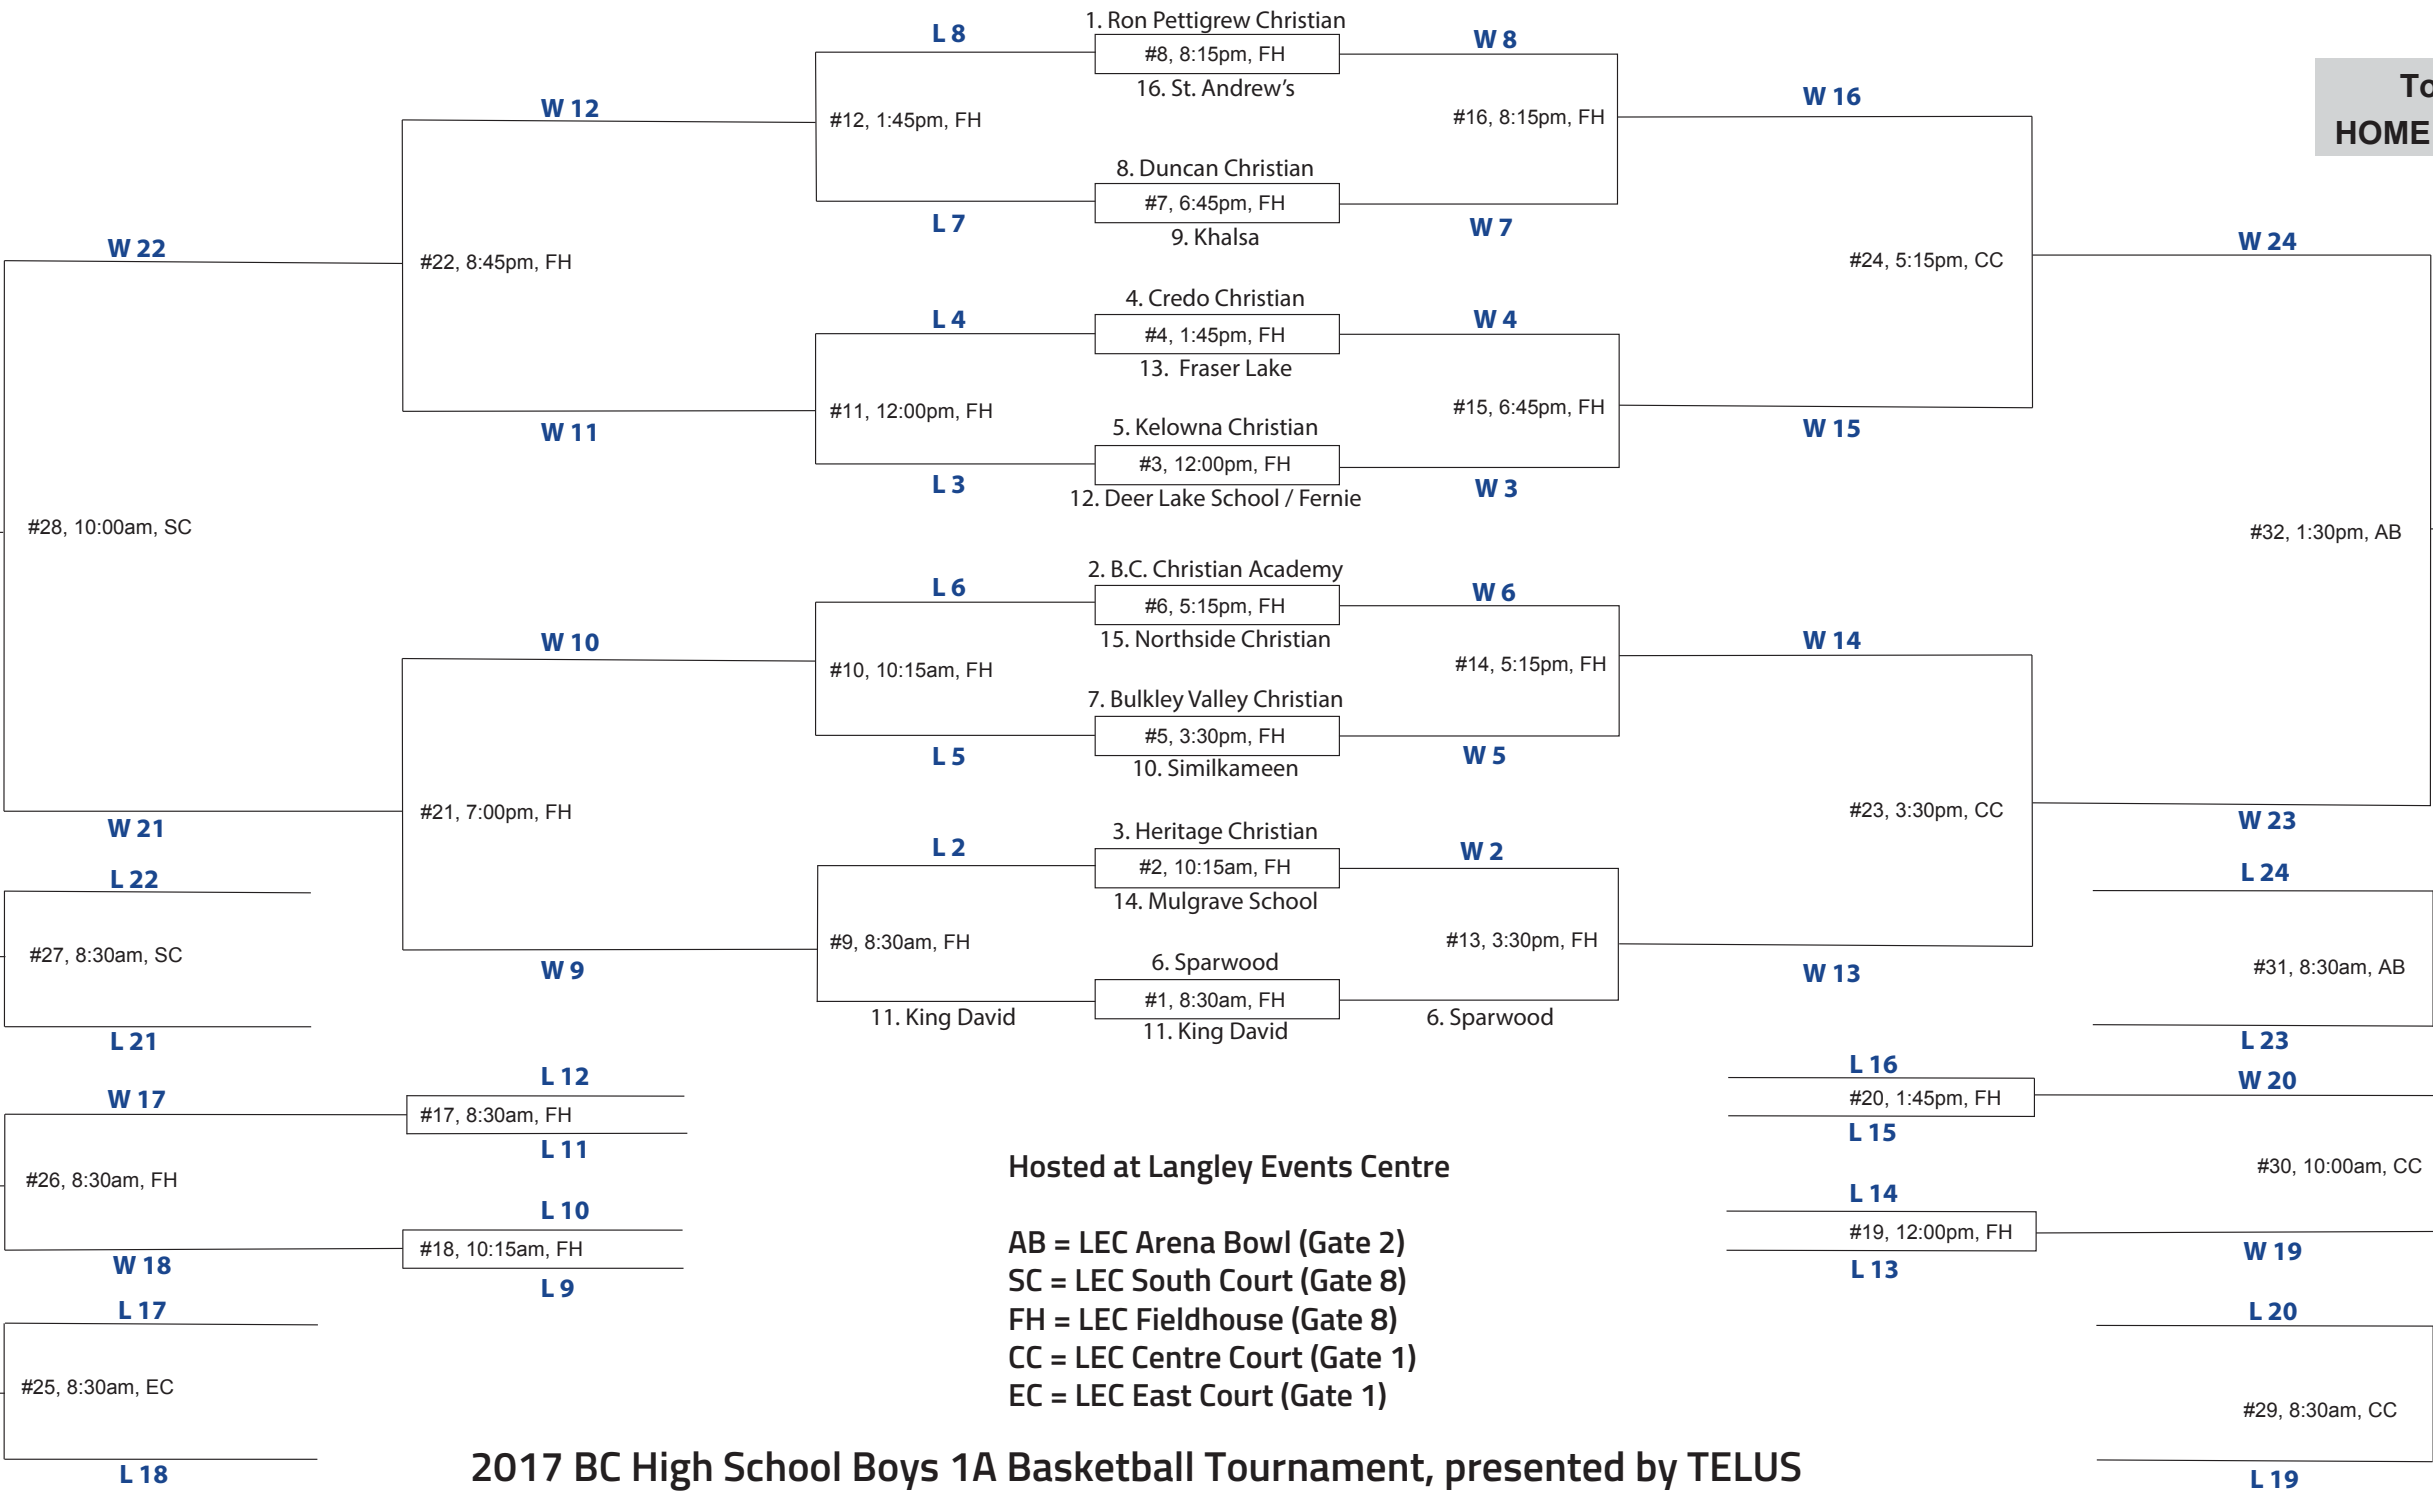 1. Ron Pettigrew Christian
L 8
#8, 8:15pm, FH
W 8
16. St. Andrew's
To
HOME
W 12
#12, 1:45pm, FH
#16, 8:15pm, FH
W 16
8. Duncan Christian
#7, 6:45pm, FH
L 7
9. Khalsa
W 7
W 22
#22, 8:45pm, FH
#24, 5:15pm, CC
W 24
4. Credo Christian
L 4
#4, 1:45pm, FH
W 4
13. Fraser Lake
W 11
#11, 12:00pm, FH
#15, 6:45pm, FH
W 15
5. Kelowna Christian
#3, 12:00pm, FH
L 3
12. Deer Lake School / Fernie
W 3
#28, 10:00am, SC
#32, 1:30pm, AB
2. B.C. Christian Academy
L 6
#6, 5:15pm, FH
W 6
15. Northside Christian
W 10
#10, 10:15am, FH
#14, 5:15pm, FH
W 14
7. Bulkley Valley Christian
#5, 3:30pm, FH
L 5
10. Similkameen
W 5
W 21
#21, 7:00pm, FH
#23, 3:30pm, CC
W 23
3. Heritage Christian
L 2
#2, 10:15am, FH
W 2
14. Mulgrave School
L 22
L 24
#27, 8:30am, SC
W 9
#9, 8:30am, FH
#13, 3:30pm, FH
W 13
#31, 8:30am, AB
6. Sparwood
#1, 8:30am, FH
11. King David
11. King David
6. Sparwood
L 21
L 23
L 12
L 16
W 17
#17, 8:30am, FH
#20, 1:45pm, FH
W 20
L 11
L 15
#26, 8:30am, FH
#30, 10:00am, CC
L 10
L 14
#18, 10:15am, FH
#19, 12:00pm, FH
W 18
L 9
L 13
W 19
L 17
L 20
#25, 8:30am, EC
#29, 8:30am, CC
L 18
L 19
Hosted at Langley Events Centre
AB = LEC Arena Bowl (Gate 2)
SC = LEC South Court (Gate 8)
FH = LEC Fieldhouse (Gate 8)
CC = LEC Centre Court (Gate 1)
EC = LEC East Court (Gate 1)
2017 BC High School Boys 1A Basketball Tournament, presented by TELUS